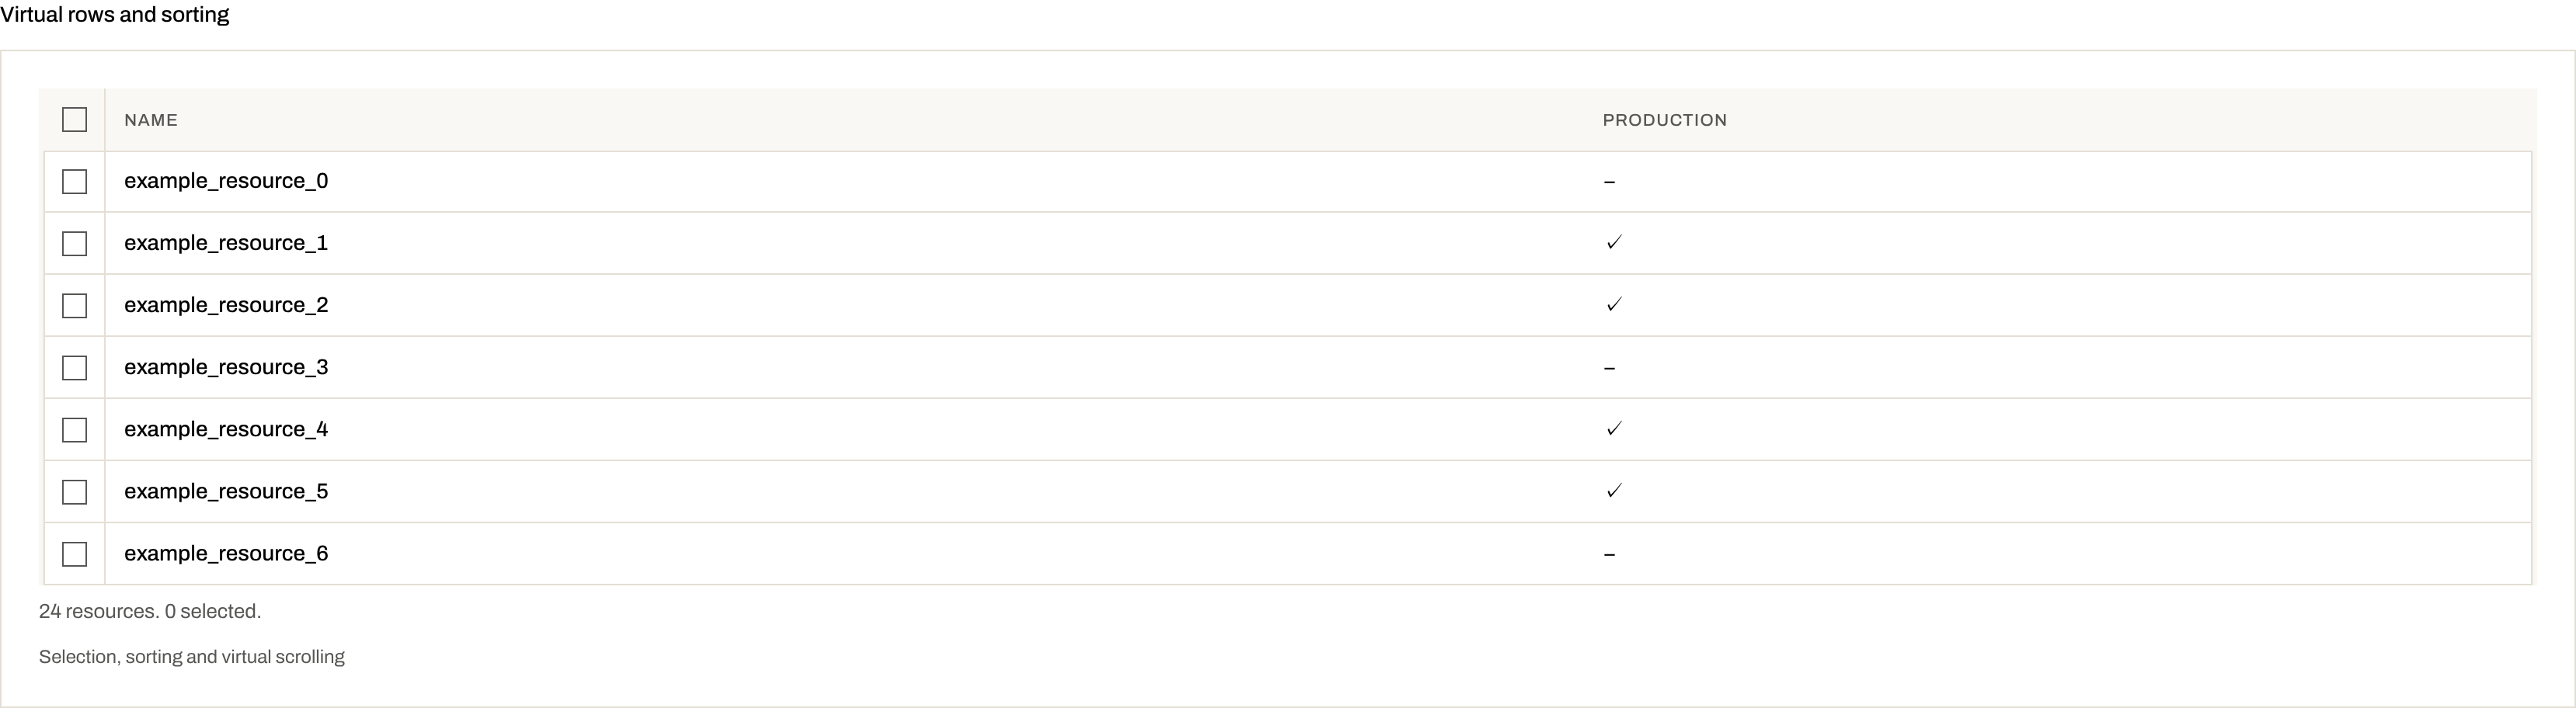 Virtual rows and sorting
NAME PRODUCTION
example_resource_0 –
example_resource_1 ✓
example_resource_2 ✓
example_resource_3 –
example_resource_4 ✓
example_resource_5 ✓
example_resource_6 –
24 resources. 0 selected.
Selection, sorting and virtual scrolling